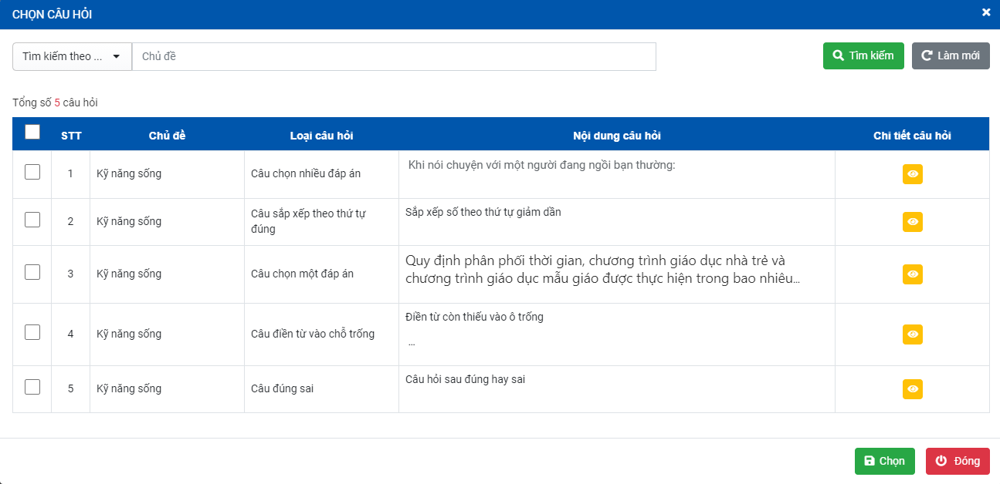 CHỌN CÂU HỎI
Tìm kiếm theo ... Chủ đề Tìm kiếm Làm mới
Tổng số 5 câu hỏi
STT Chủ đề Loại câu hỏi Nội dung câu hỏi Chi tiết câu hỏi
1 Kỹ năng sống Câu chọn nhiều đáp án Khi nói chuyện với một người đang ngồi bạn thường:
2 Kỹ năng sống Câu sắp xếp theo thứ tự đúng Sắp xếp số theo thứ tự giảm dần
3 Kỹ năng sống Câu chọn một đáp án Quy định phân phối thời gian, chương trình giáo dục nhà trẻ và
chương trình giáo dục mẫu giáo được thực hiện trong bao nhiêu...
4 Kỹ năng sống Câu điền từ vào chỗ trống Điền từ còn thiếu vào ô trống
...
5 Kỹ năng sống Câu đúng sai Câu hỏi sau đúng hay sai
Chọn Đóng